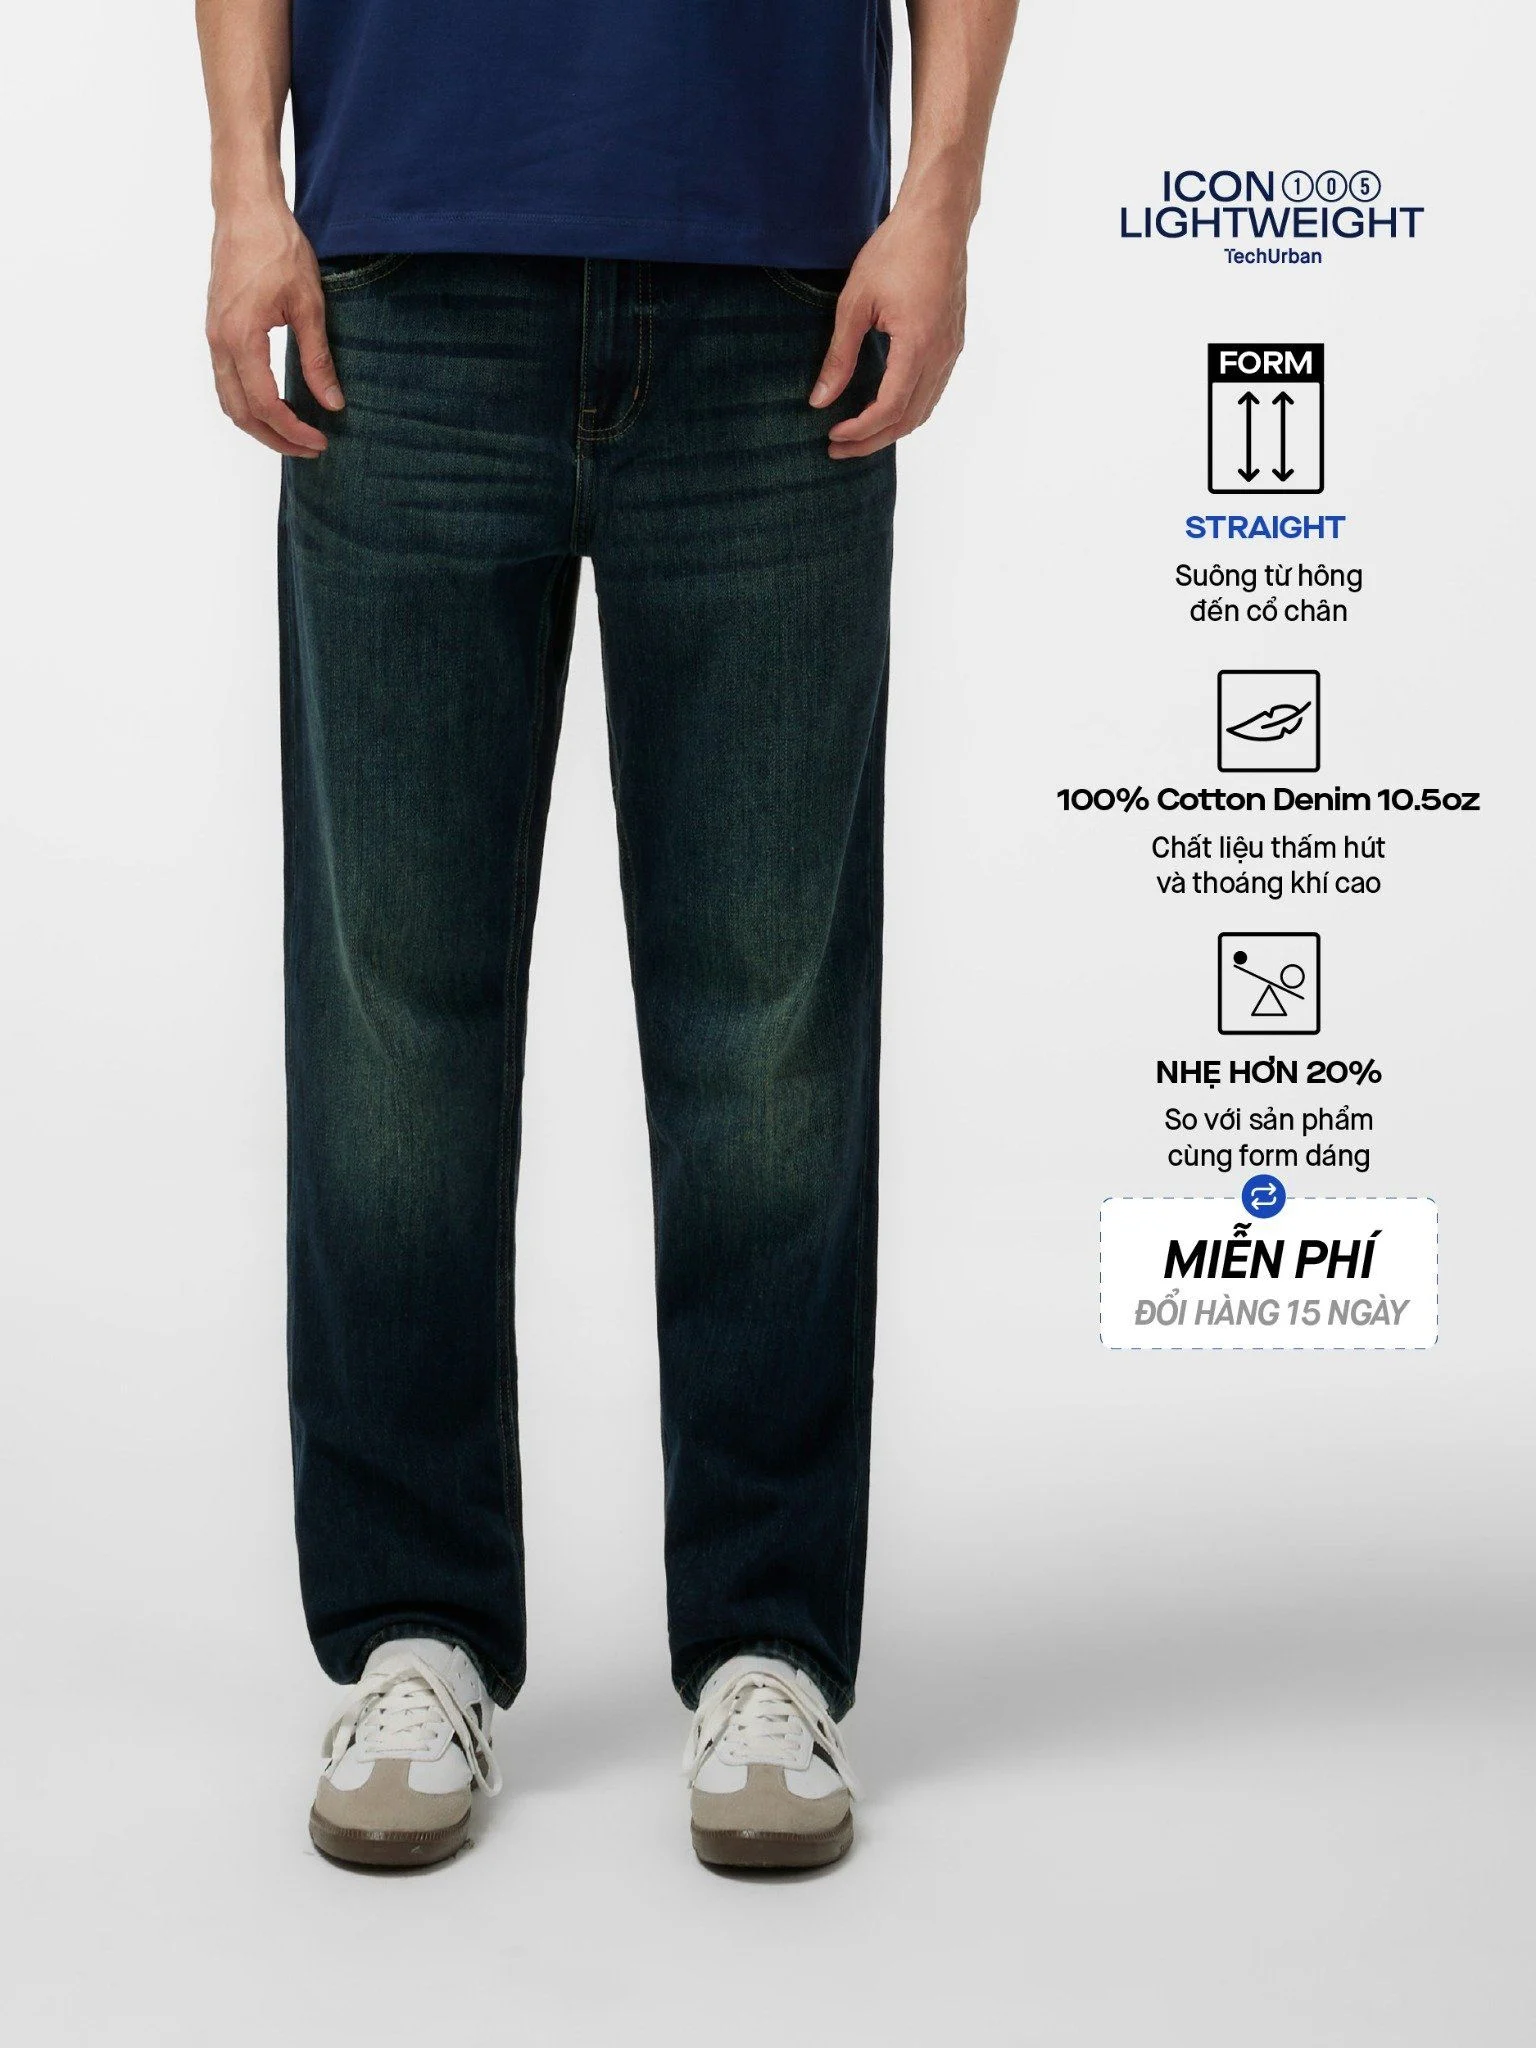 ICON 105
LIGHTWEIGHT
TechUrban
FORM
STRAIGHT
Suông từ hông
đến cổ chân
100% Cotton Denim 10.5oz
Chất liệu thấm hút
và thoáng khí cao
NHẸ HƠN 20%
So với sản phẩm
cùng form dáng
MIỄN PHÍ
ĐỔI HÀNG 15 NGÀY